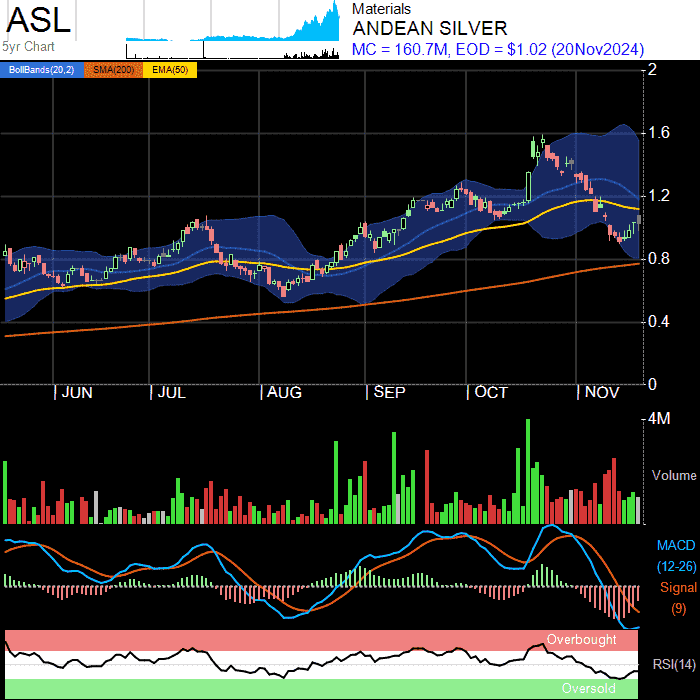 ASL
5yr Chart
Materials
ANDEAN SILVER
MC = 160.7M, EOD = $1.02 (20Nov2024)
BollBands(20,2) SMA(200) EMA(50)
2
1.6
1.2
0.8
0.4
0
JUN JUL AUG SEP OCT NOV
4M
Volume
MACD
(12-26)
Signal
(9)
Overbought
RSI(14)
Oversold